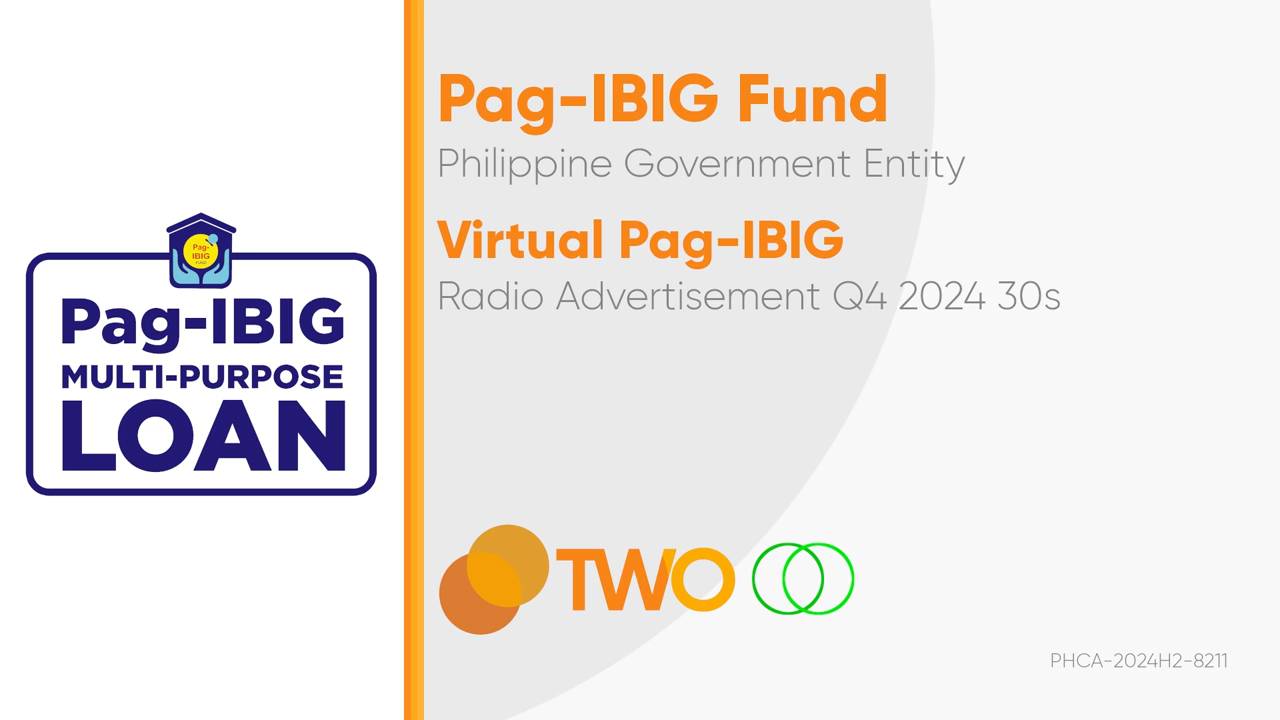 Pag-
IBIG
FUND
Pag-IBIG
MULTI-PURPOSE
LOAN
Pag-IBIG Fund
Philippine Government Entity
Virtual Pag-IBIG
Radio Advertisement Q4 2024 30s
TWO
PHCA-2024H2-8211